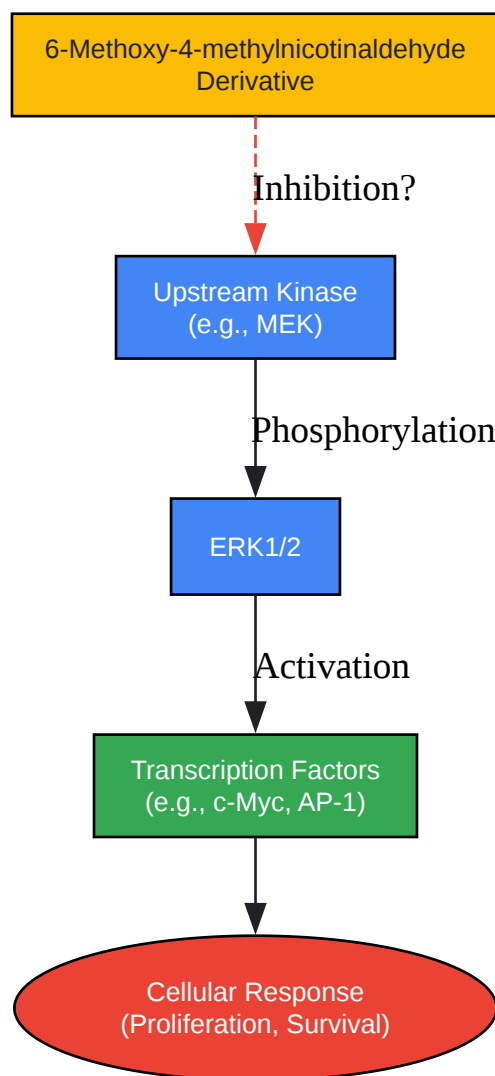 6-Methoxy-4-methylnicotinaldehyde
Derivative
Inhibition?
Upstream Kinase
(e.g., MEK)
Phosphorylation
ERK1/2
Activation
Transcription Factors
(e.g., c-Myc, AP-1)
Cellular Response
(Proliferation, Survival)